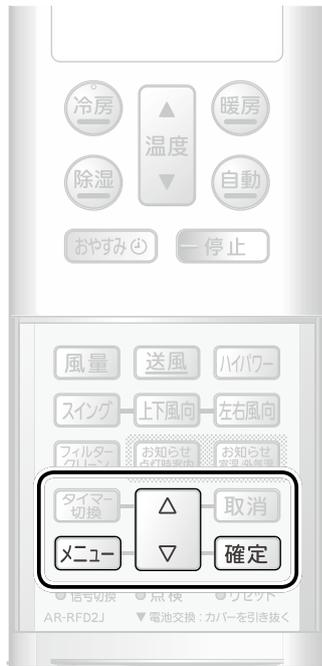 冷房
▲
暖房
温度
除湿
▼
自動
おやすみ
停止
風量
送風
ハイパワー
スイング
上下風向
左右風向
フィルター
クリーン
お知らせ
お知らせ
タイマー
切換
△
取消
メニュー
▽
確定
信号切換
点検
リセット
AR-RFD2J
▼電池交換：カバーを引き抜く